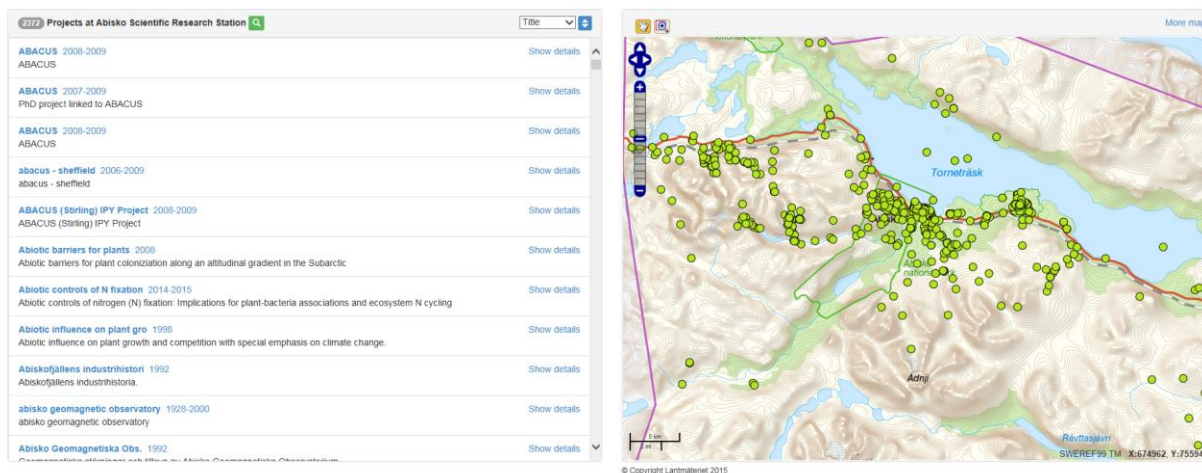 2372 Projects at Abisko Scientific Research Station
Title
ABACUS 2008-2009 Show details
ABACUS
ABACUS 2007-2009 Show details
PhD project linked to ABACUS
ABACUS 2008-2009 Show details
ABACUS
abacus - sheffield 2006-2009 Show details
abacus - sheffield
ABACUS (Stirling) IPY Project 2008-2009 Show details
ABACUS (Stirling) IPY Project
Abiotic barriers for plants 2008 Show details
Abiotic barriers for plant coloniziation along an altitudinal gradient in the Subarctic
Abiotic controls of N fixation 2014-2015 Show details
Abiotic controls of nitrogen (N) fixation: Implications for plant-bacteria associations and ecosystem N cycling
Abiotic influence on plant gro 1998 Show details
Abiotic influence on plant growth and competition with special emphasis on climate change.
Abiskofjällens industrihistori 1992 Show details
Abiskofjällens industrihistoria.
abisko geomagnetic observatory 1928-2000 Show details
abisko geomagnetic observatory
Abisko Geomagnetiska Obs. 1992 Show details
More map
Torneträsk
Ádnji
5 km
Rávttasjávri
SWEREF99 TM X:674962, Y:7559
© Copyright Lantmäteriet 2015